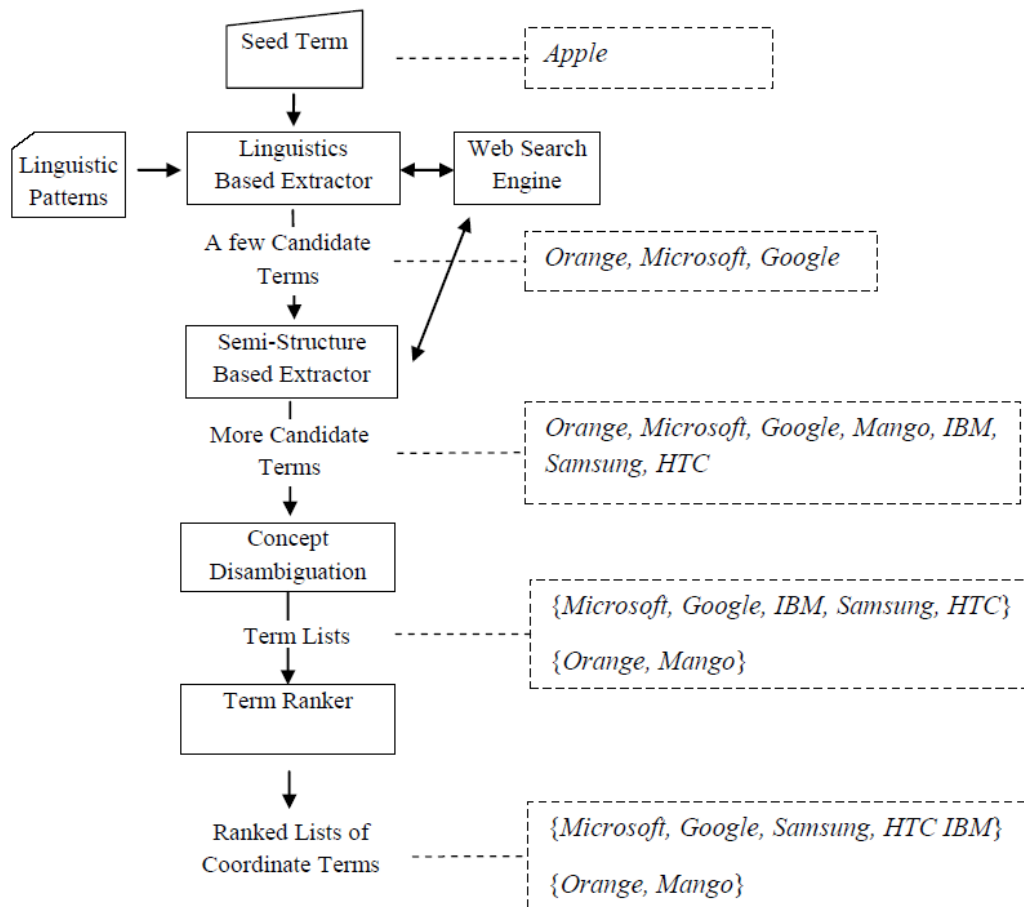 Seed Term
Apple
Linguistic
Patterns
Linguistics
Based Extractor
Web Search
Engine
A few Candidate
Terms
Orange, Microsoft, Google
Semi-Structure
Based Extractor
More Candidate
Terms
Orange, Microsoft, Google, Mango, IBM,
Samsung, HTC
Concept
Disambiguation
Term Lists
{Microsoft, Google, IBM, Samsung, HTC}
{Orange, Mango}
Term Ranker
Ranked Lists of
Coordinate Terms
{Microsoft, Google, Samsung, HTC IBM}
{Orange, Mango}